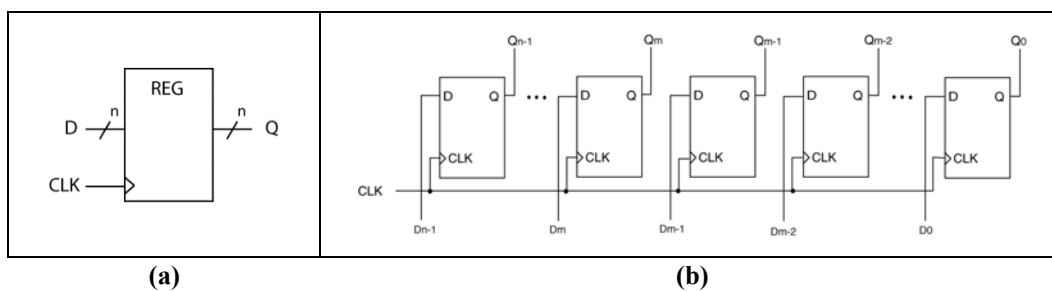 REG
n
n
D
Q
CLK
(a)
Qn-1
Qm
Qm-1
Qm-2
Q0
D Q
D Q
D Q
D Q
D Q
CLK
CLK
CLK
CLK
CLK
CLK
Dn-1
Dm
Dm-1
Dm-2
D0
(b)